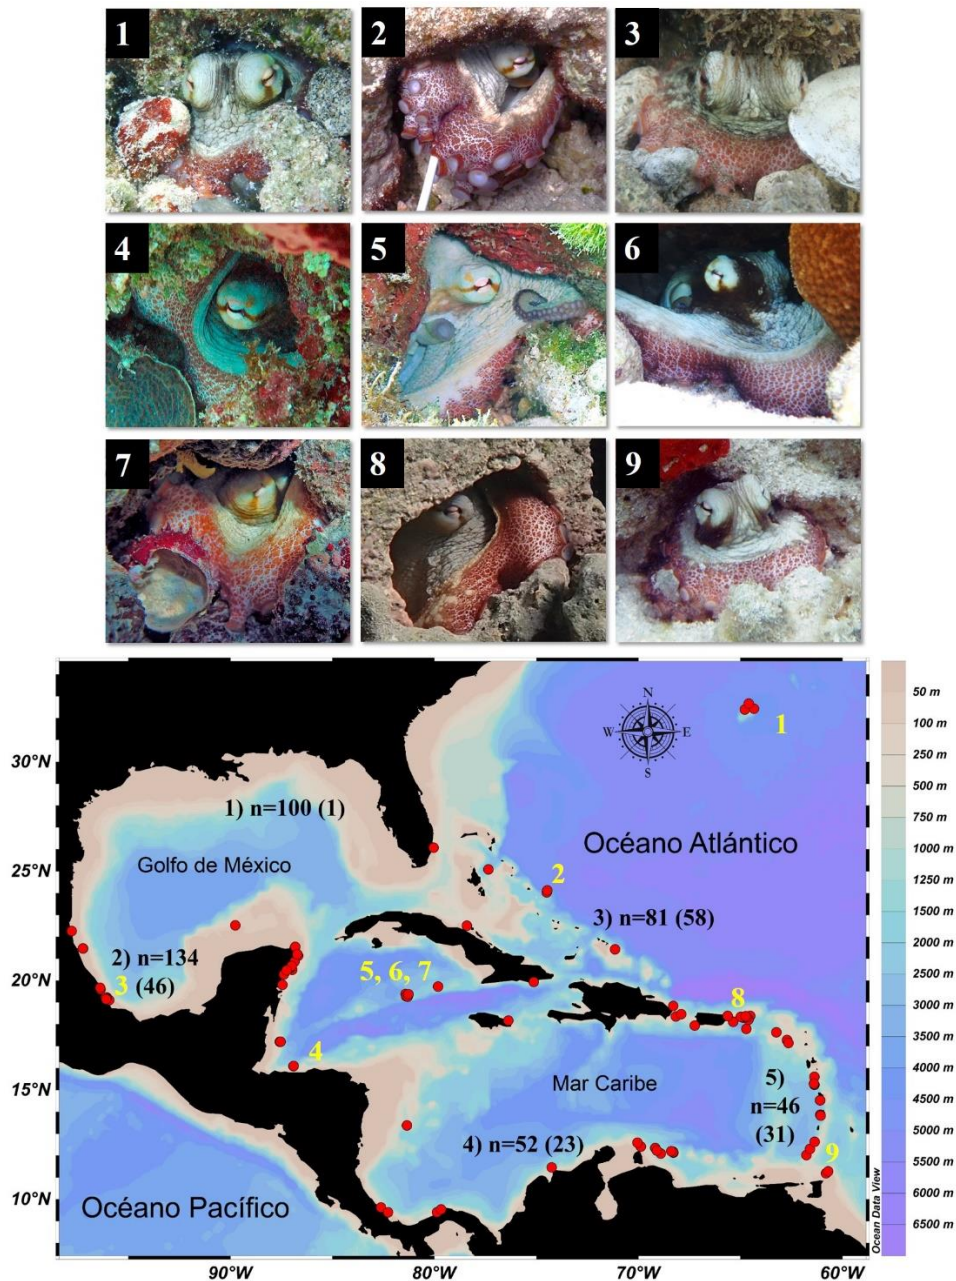 1
2
3
4
5
6
7
8
9
N
W E
S
1
50 m
100 m
250 m
500 m
750 m
1000 m
1250 m
2000 m
2500 m
3000 m
3500 m
4000 m
4500 m
5000 m
5500 m
6000 m
6500 m
Ocean Data View
30°N
25°N
20°N
15°N
10°N
1) n=100 (1)
Golfo de México
Océano Atlántico
2
3) n=81 (58)
2) n=134
3 (46)
5, 6, 7
8
4
Mar Caribe
5)
n=46
(31)
4) n=52 (23)
9
Océano Pacífico
90°W
80°W
70°W
60°W